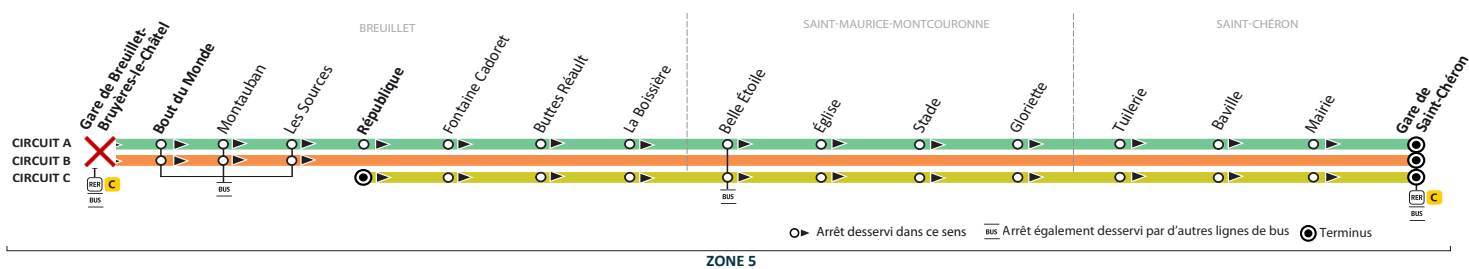 BREUILLET
SAINT-MAURICE-MONTCOURONNE
SAINT-CHÉRON
Gare de Breuillet-
Bruyères-le-Châtel
Bout du Monde
Montauban
Les Sources
République
Fontaine Cadoret
Buttes Réault
La Boissière
Belle Étoile
Église
Stade
Gloriette
Tuilerie
Baville
Mairie
Gare de
Saint-Chéron
CIRCUIT A
CIRCUIT B
CIRCUIT C
RER C
BUS
BUS
BUS
RER C
BUS
Arrêt desservi dans ce sens
BUS Arrêt également desservi par d'autres lignes de bus
Terminus
ZONE 5